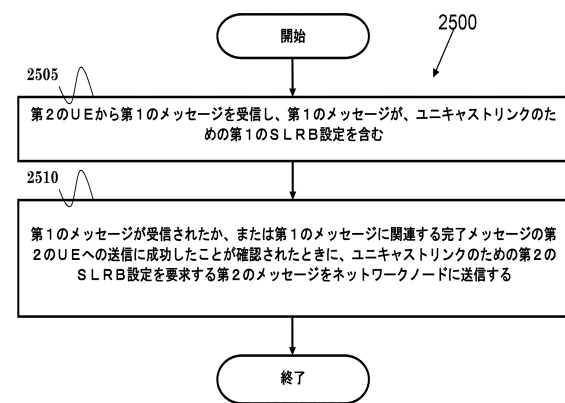 開始
2500
2505
第2のUEから第1のメッセージを受信し、第1のメッセージが、ユニキャストリンクのた
めの第1のSLRB設定を含む
2510
第1のメッセージが受信されたか、または第1のメッセージに関連する完了メッセージの第
2のUEへの送信に成功したことが確認されたときに、ユニキャストリンクのための第2の
SLRB設定を要求する第2のメッセージをネットワークノードに送信する
終了